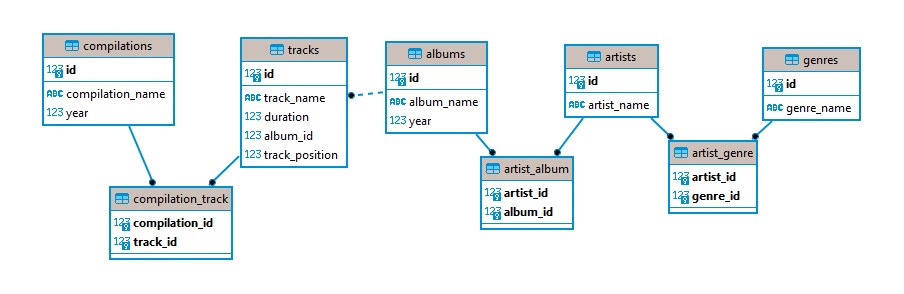 compilations
123 id
ABC compilation_name
123 year
tracks
123 id
ABC track_name
123 duration
123 album_id
123 track_position
albums
123 id
ABC album_name
123 year
artists
123 id
ABC artist_name
genres
123 id
ABC genre_name
compilation_track
123 compilation_id
123 track_id
artist_album
123 artist_id
123 album_id
artist_genre
123 artist_id
123 genre_id